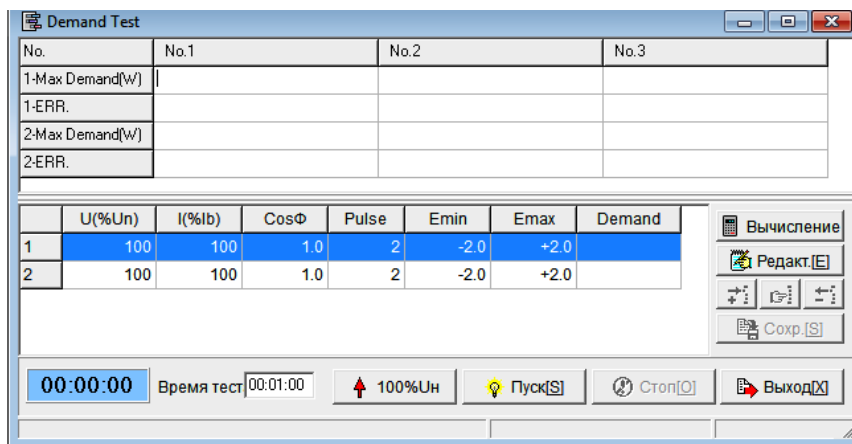 Demand Test
No. No.1 No.2 No.3
1-Max Demand(W)
1-ERR.
2-Max Demand(W)
2-ERR.
U(%Un) I(%Ib) CosΦ Pulse Emin Emax Demand
1 100 100 1.0 2 -2.0 +2.0
2 100 100 1.0 2 -2.0 +2.0
Вычисление
Редакт.[E]
Сохр.[S]
00:00:00 Время тест 00:01:00 100%Uн Пуск[S] Стоп[O] Выход[X]